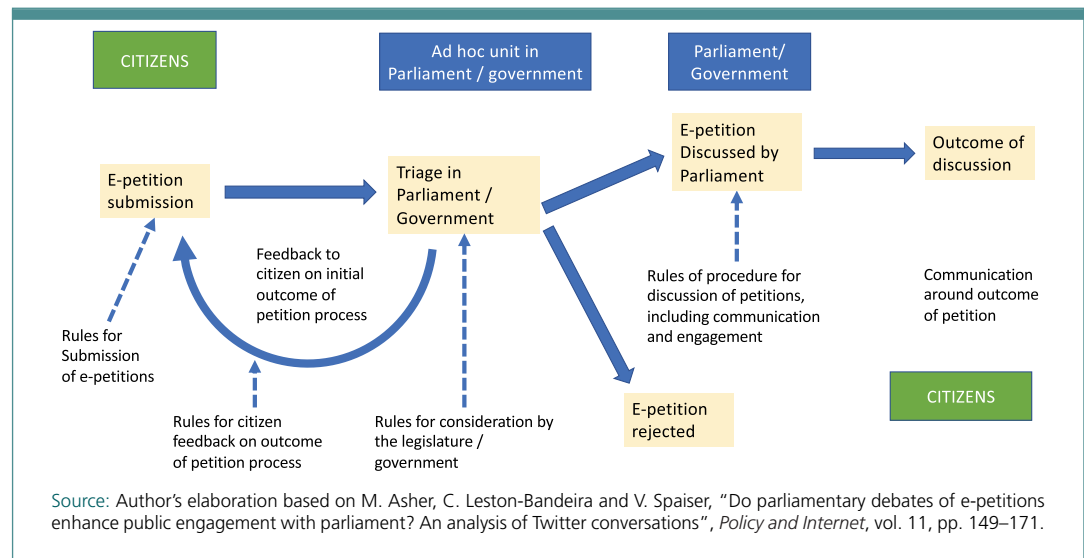 CITIZENS
Ad hoc unit in
Parliament / government
Parliament/
Government
E-petition
submission
Triage in
Parliament /
Government
E-petition
Discussed by
Parliament
Outcome of
discussion
Feedback to
citizen on initial
outcome of
petition process
Rules for
Submission
of e-petitions
Rules for citizen
feedback on outcome
of petition process
Rules for consideration by
the legislature /
government
Rules of procedure for
discussion of petitions,
including communication
and engagement
Communication
around outcome
of petition
E-petition
rejected
CITIZENS
Source: Author’s elaboration based on M. Asher, C. Leston-Bandeira and V. Spaiser, “Do parliamentary debates of e-petitions
enhance public engagement with parliament? An analysis of Twitter conversations”, Policy and Internet, vol. 11, pp. 149–171.